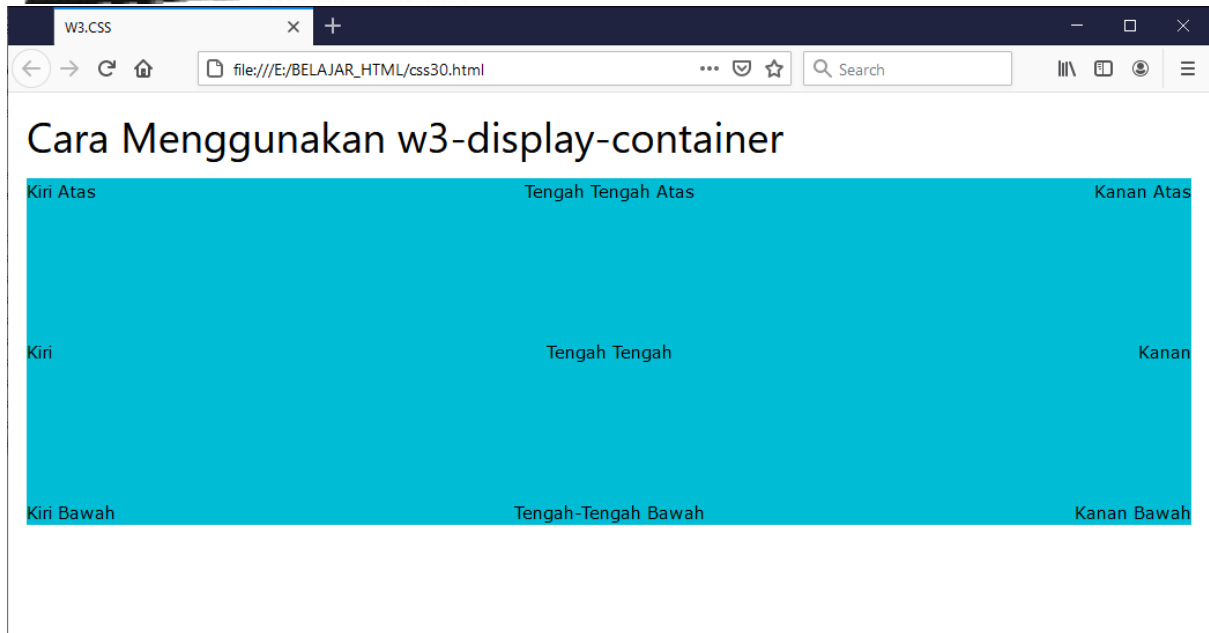 W3.CSS
file:///E:/BELAJAR_HTML/css30.html
Search
Cara Menggunakan w3-display-container
Kiri Atas Tengah Tengah Atas Kanan Atas
Kiri Tengah Tengah Kanan
Kiri Bawah Tengah-Tengah Bawah Kanan Bawah